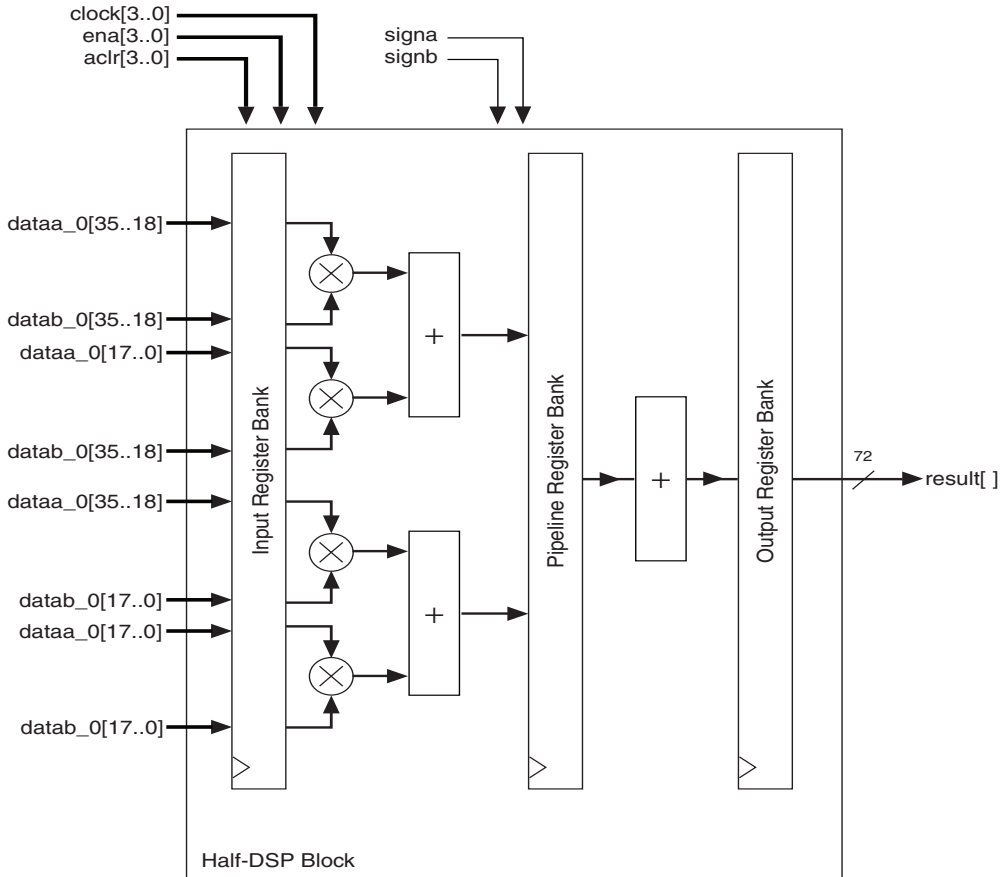 clock[3..0]
ena[3..0]
aclr[3..0]
signa
signb
dataa_0[35..18]
datab_0[35..18]
dataa_0[17..0]
datab_0[35..18]
dataa_0[35..18]
datab_0[17..0]
dataa_0[17..0]
datab_0[17..0]
Input Register Bank
+
+
Pipeline Register Bank
+
Output Register Bank
72
result[ ]
Half-DSP Block